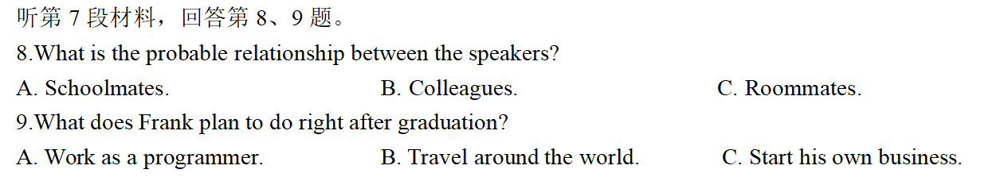 听第 7 段材料，回答第 8、9 题。
8.What is the probable relationship between the speakers?
A. Schoolmates. B. Colleagues. C. Roommates.
9.What does Frank plan to do right after graduation?
A. Work as a programmer. B. Travel around the world. C. Start his own business.